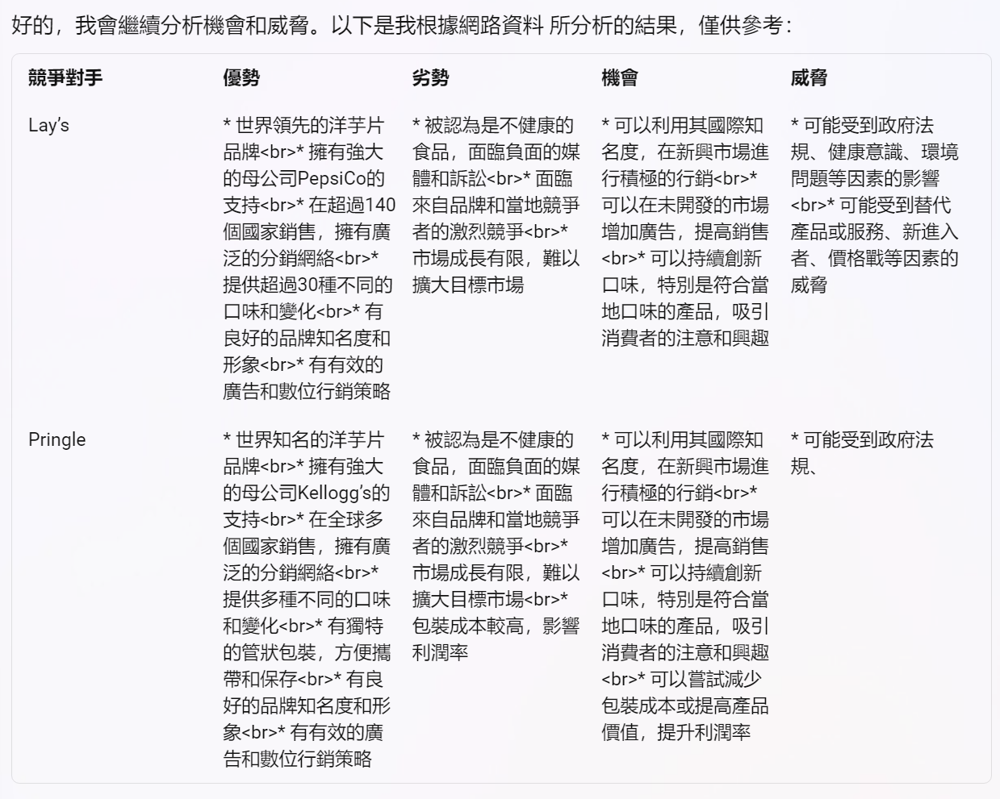 好的，我會繼續分析機會和威脅。以下是我根據網路資料 所分析的結果，僅供參考：
競爭對手
優勢
劣勢
機會
威脅
Lay’s
* 世界領先的洋芋片
品牌<br>* 擁有強大
的母公司PepsiCo的
支持<br>* 在超過140
個國家銷售，擁有廣
泛的分銷網絡<br>*
提供超過30種不同的
口味和變化<br>* 有
良好的品牌知名度和
形象<br>* 有有效的
廣告和數位行銷策略
* 被認為是不健康的
食品，面臨負面的媒
體和訴訟<br>* 面臨
來自品牌和當地競爭
者的激烈競爭<br>*
市場成長有限，難以
擴大目標市場
* 可以利用其國際知
名度，在新興市場進
行積極的行銷<br>*
可以在未開發的市場
增加廣告，提高銷售
<br>* 可以持續創新
口味，特別是符合當
地口味的產品，吸引
消費者的注意和興趣
* 可能受到政府法
規、健康意識、環境
問題等因素的影響
<br>* 可能受到替代
產品或服務、新進入
者、價格戰等因素的
威脅
Pringle
* 世界知名的洋芋片
品牌<br>* 擁有強大
的母公司Kellogg’s的
支持<br>* 在全球多
個國家銷售，擁有廣
泛的分銷網絡<br>*
提供多種不同的口味
和變化<br>* 有獨特
的管狀包裝，方便攜
帶和保存<br>* 有良
好的品牌知名度和形
象<br>* 有有效的廣
告和數位行銷策略
* 被認為是不健康的
食品，面臨負面的媒
體和訴訟<br>* 面臨
來自品牌和當地競爭
者的激烈競爭<br>*
市場成長有限，難以
擴大目標市場<br>*
包裝成本較高，影響
利潤率
* 可以利用其國際知
名度，在新興市場進
行積極的行銷<br>*
可以在未開發的市場
增加廣告，提高銷售
<br>* 可以持續創新
口味，特別是符合當
地口味的產品，吸引
消費者的注意和興趣
<br>* 可以嘗試減少
包裝成本或提高產品
價值，提升利潤率
* 可能受到政府法
規、